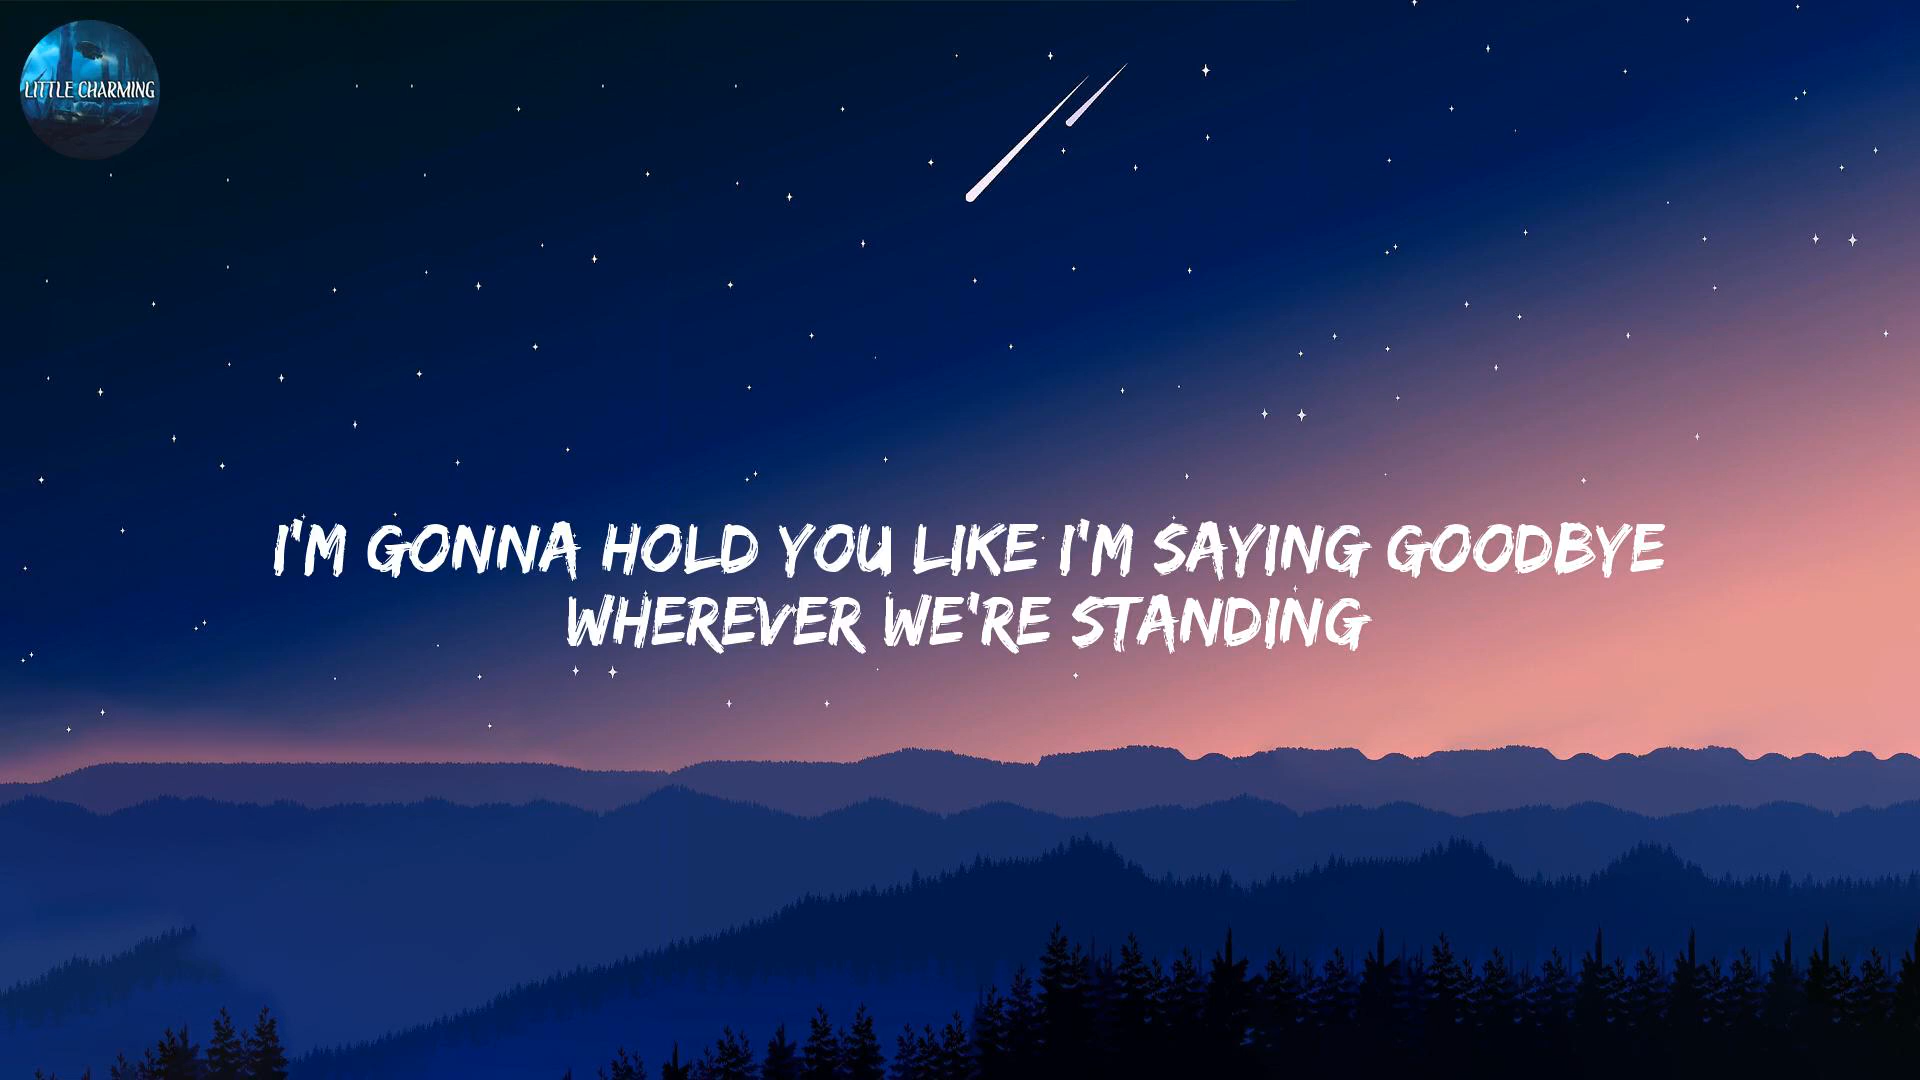 LITTLE CHARMING
I'M GONNA HOLD YOU LIKE I'M SAYING GOODBYE
WHEREVER WE'RE STANDING